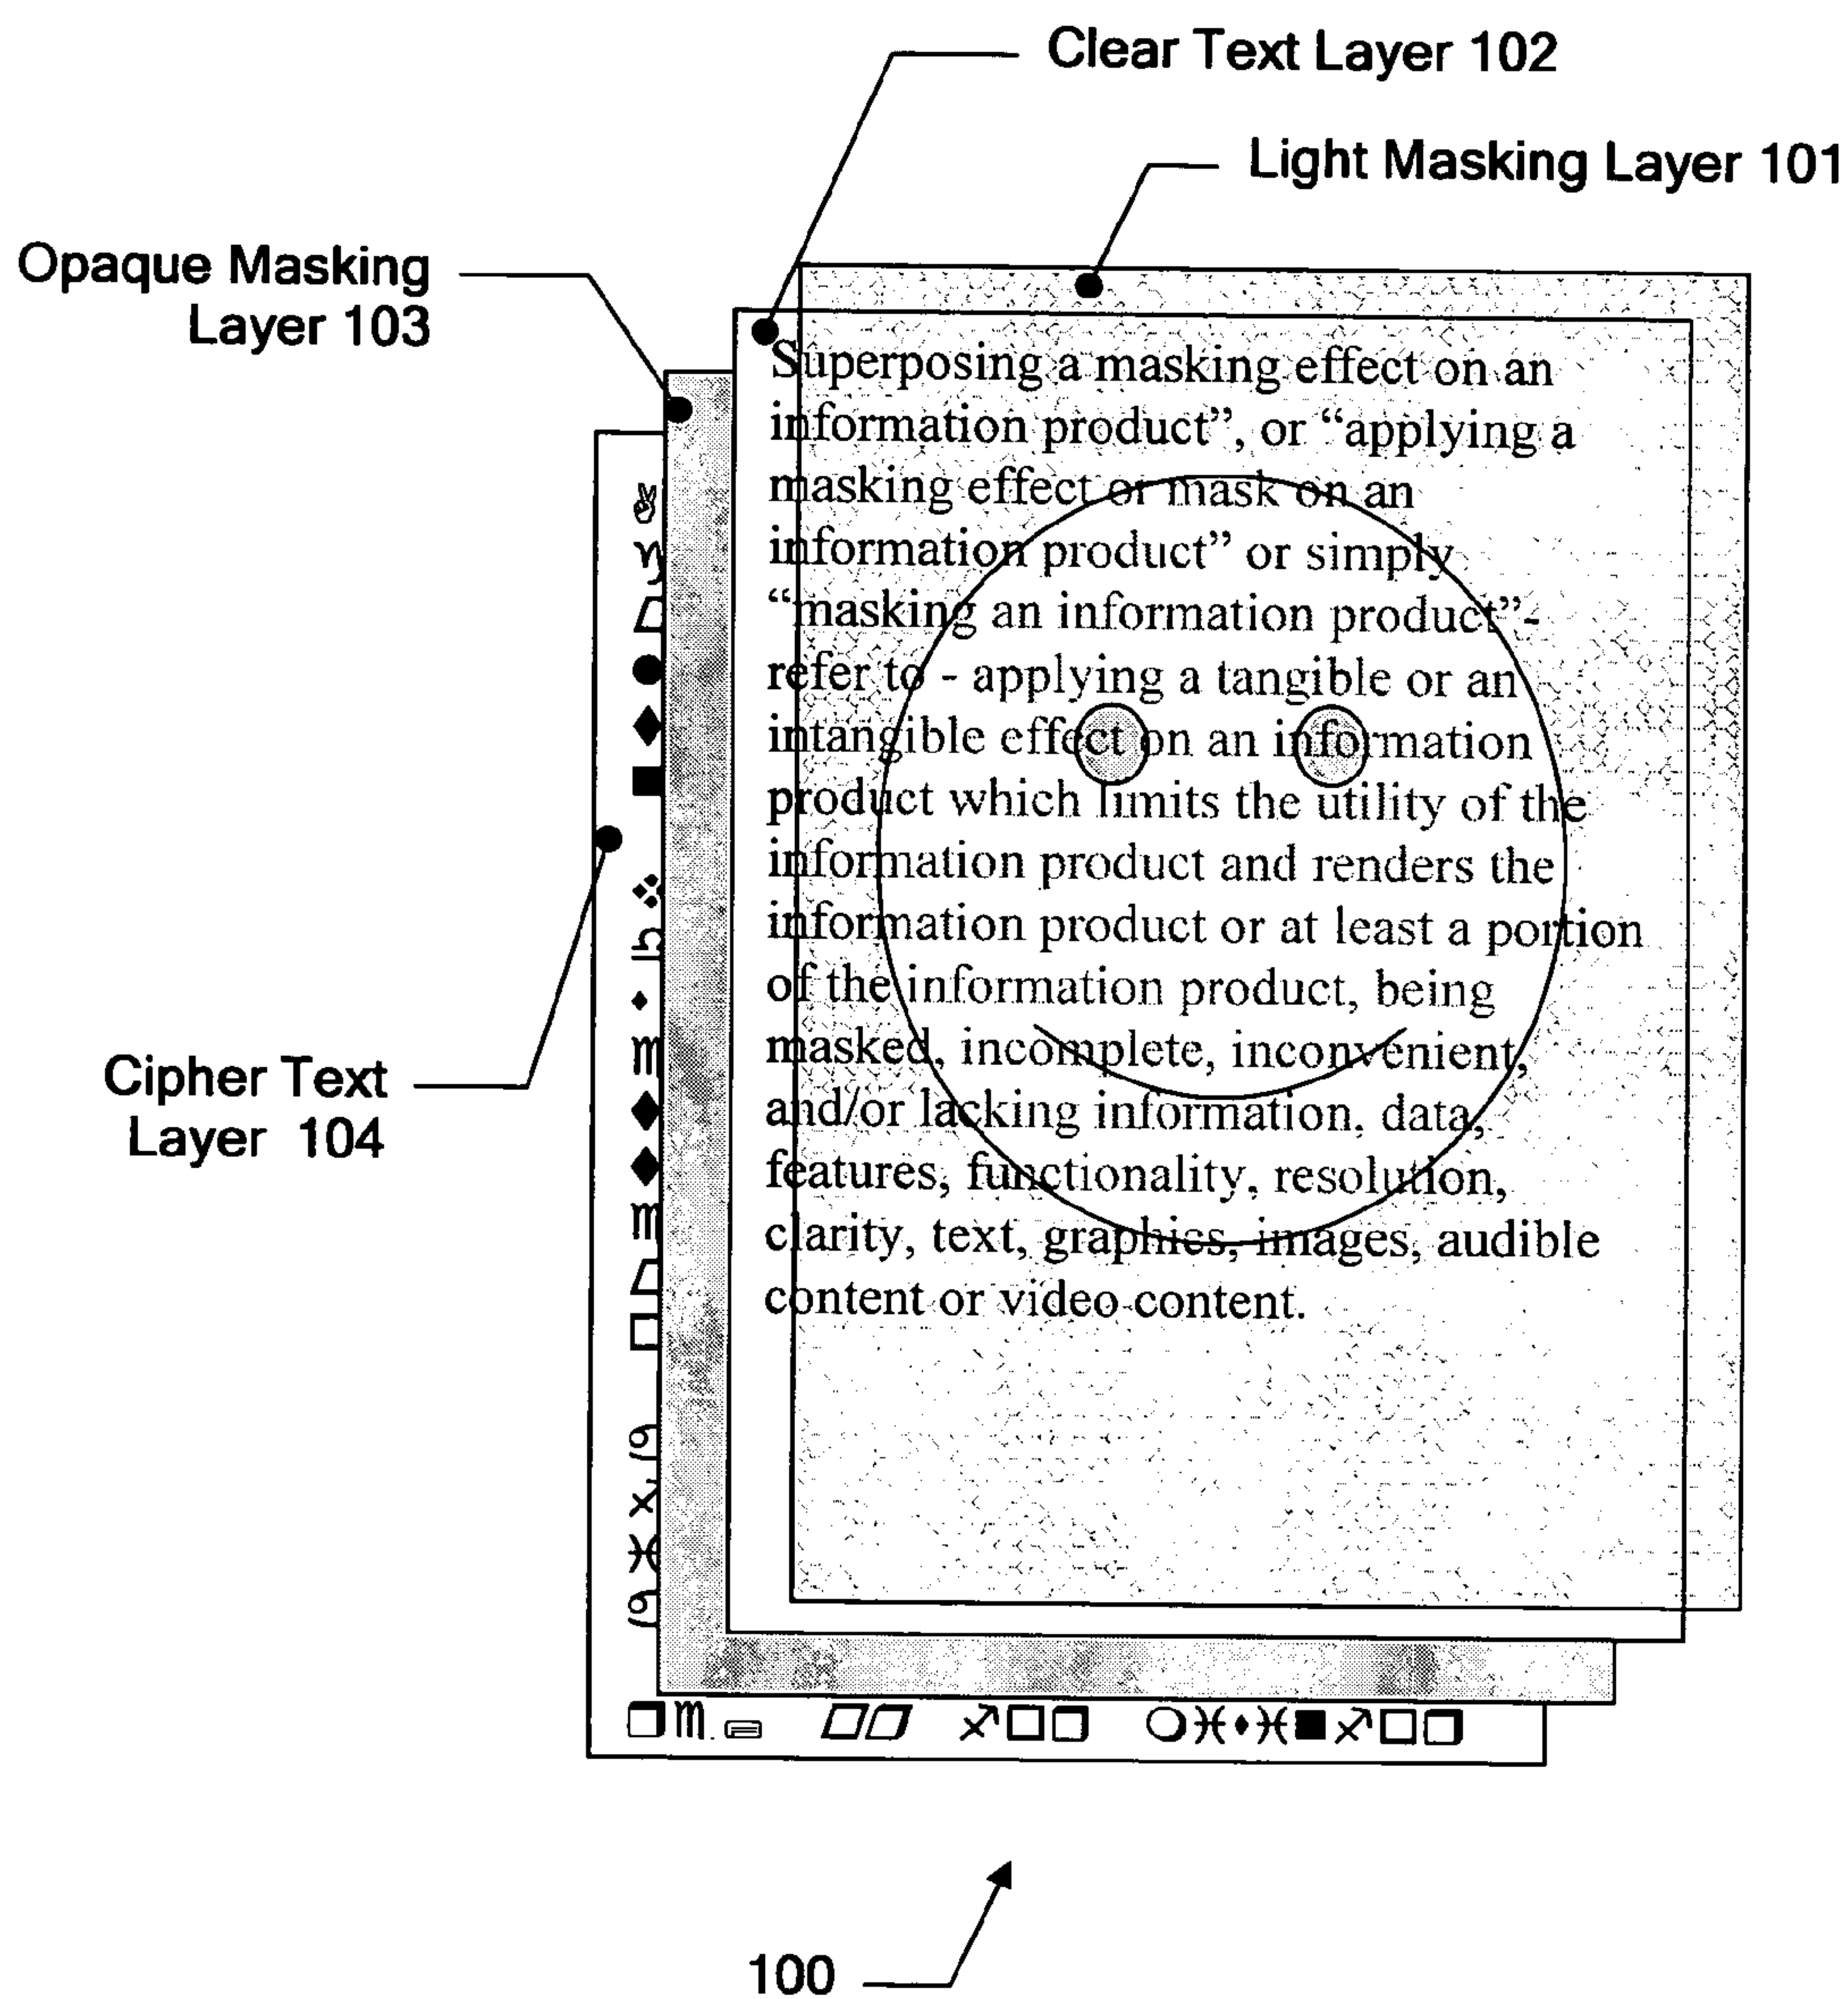 Clear Text Layer 102
Light Masking Layer 101
Opaque Masking
Layer 103
Superposing a masking effect on an
information product”, or “applying a
masking effect or mask on an
information product” or simply
“masking an information product”-
refer to - applying a tangible or an
intangible effect on an information
product which limits the utility of the
information product and renders the
information product or at least a portion
of the information product, being
masked, incomplete, inconvenient,
and/or lacking information, data,
features, functionality, resolution,
clarity, text, graphics, images, audible
content or video content.
Cipher Text
Layer 104
100